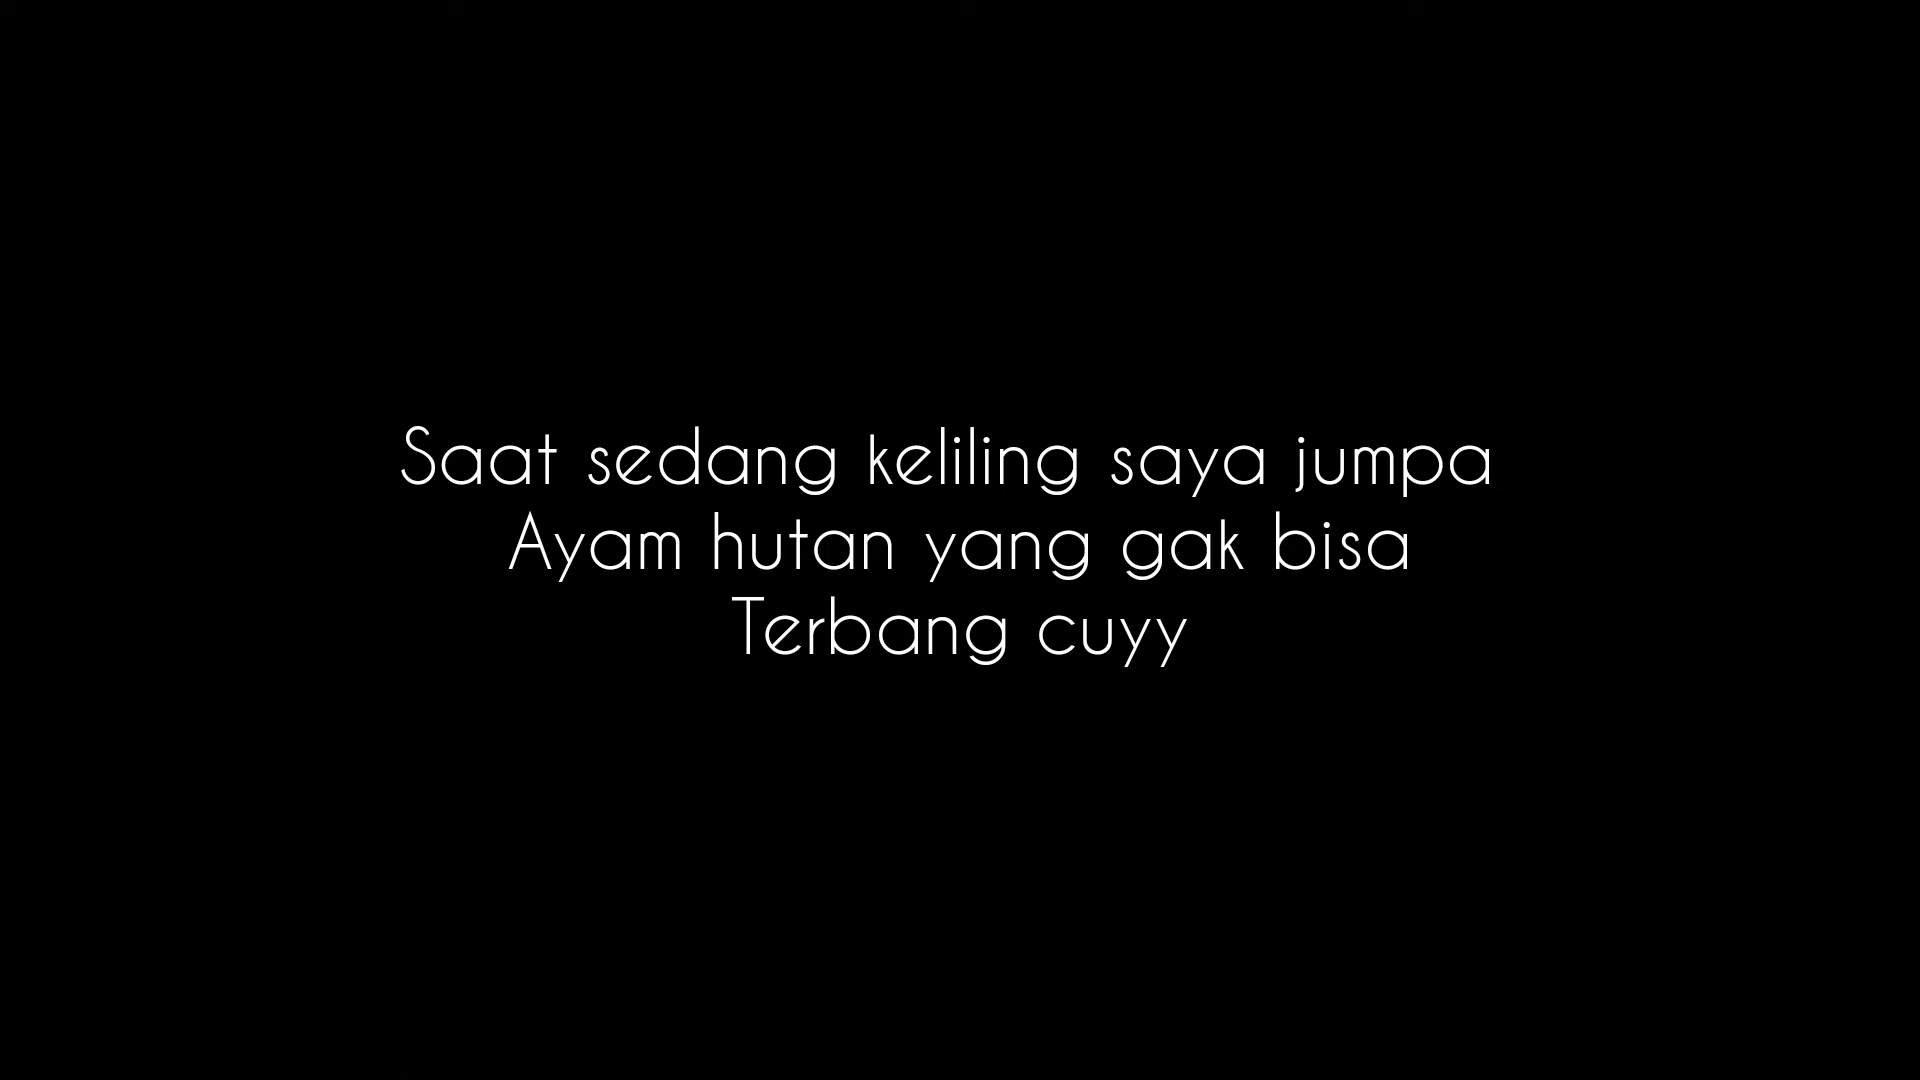 Saat sedang keliling saya jumpa
Ayam hutan yang gak bisa
Terbang cuyy